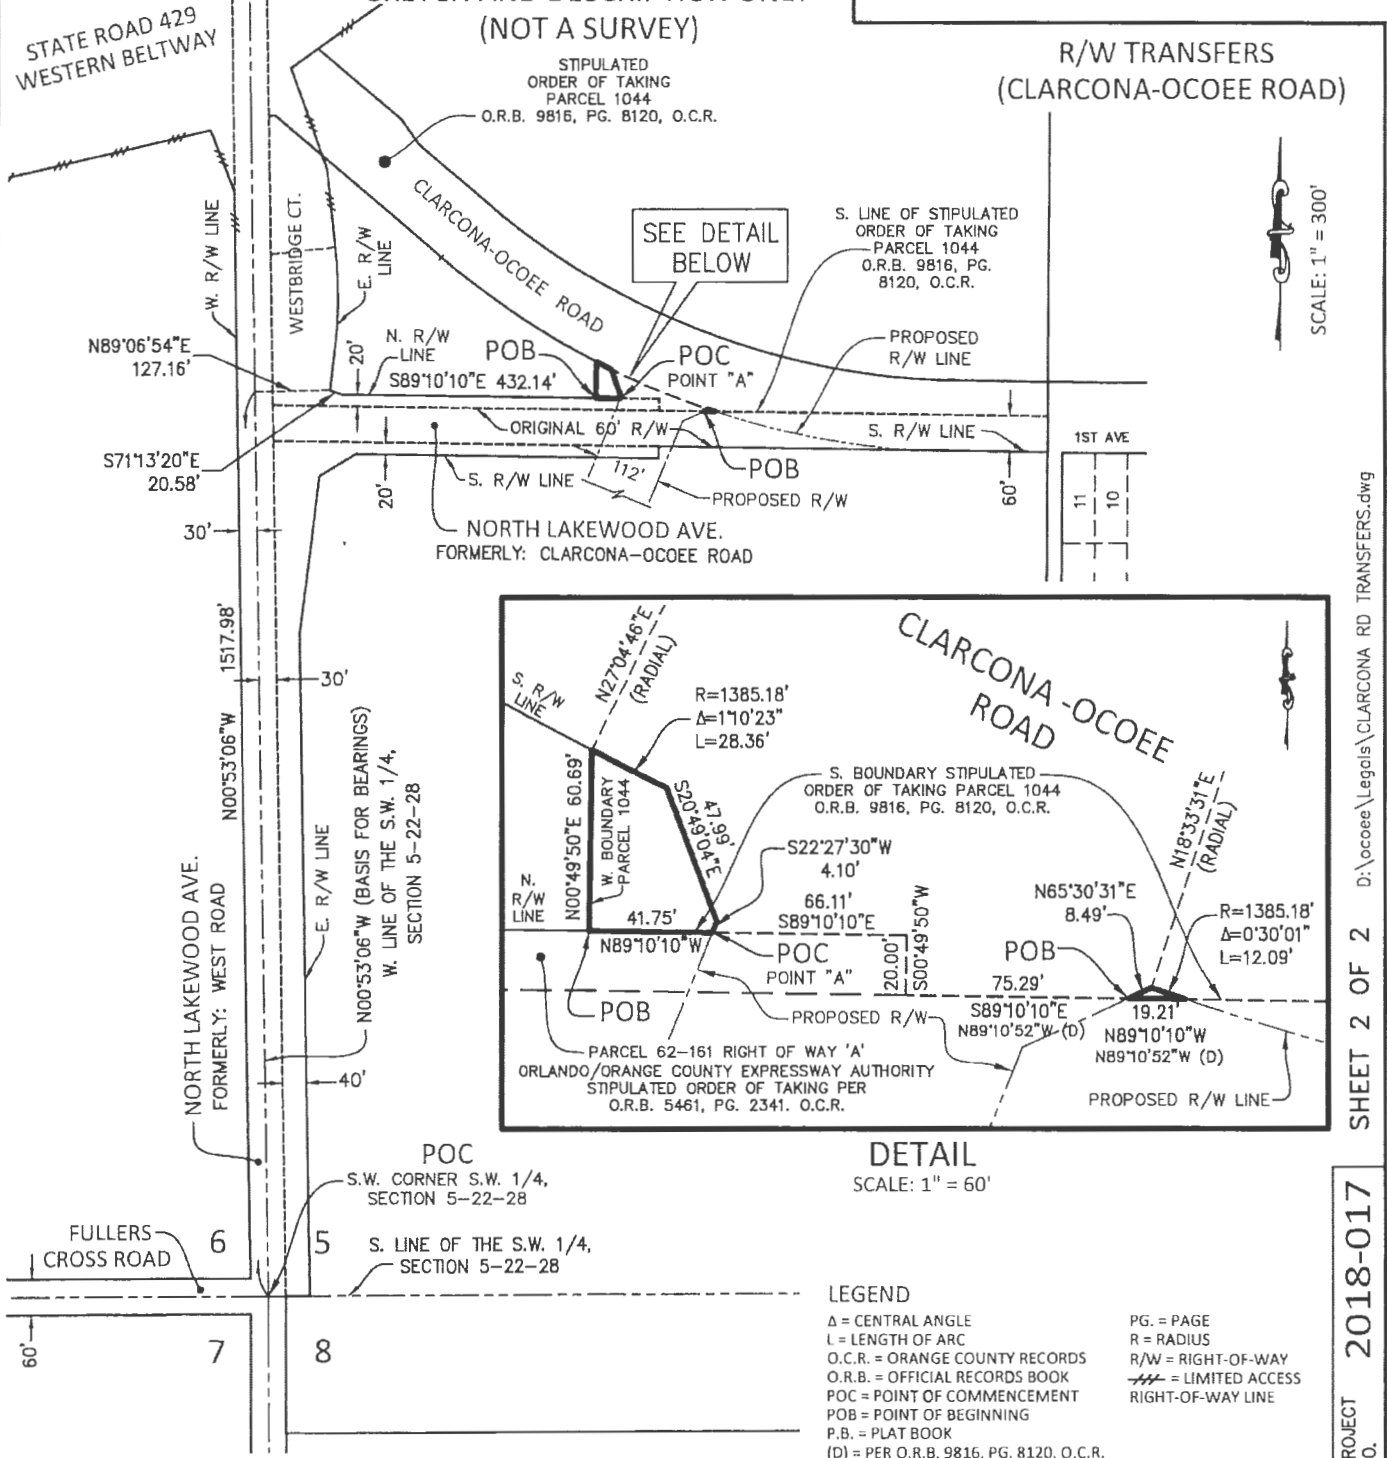 (NOT A SURVEY)
STATE ROAD 429
WESTERN BELTWAY
STIPULATED
ORDER OF TAKING
PARCEL 1044
O.R.B. 9816, PG. 8120, O.C.R.
R/W TRANSFERS
(CLARCONA-OCOEE ROAD)
SCALE: 1" = 300'
CLARCONA-OCOEE ROAD
SEE DETAIL
BELOW
S. LINE OF STIPULATED
ORDER OF TAKING
PARCEL 1044
O.R.B. 9816, PG.
8120, O.C.R.
PROPOSED
R/W LINE
W. R/W LINE
WESTBRIDGE CT.
E. R/W
LINE
N89°06'54"E
127.16'
20'
N. R/W
LINE
S89°10'10"E 432.14'
POB
POC
POINT "A"
ORIGINAL 60' R/W
S. R/W LINE
1ST AVE
S71°13'20"E
20.58'
20'
S. R/W LINE
112'
POB
PROPOSED R/W
60'
11
10
30'
NORTH LAKEWOOD AVE.
FORMERLY: CLARCONA-OCOEE ROAD
1517.98'
N00°53'06"W
30'
N00°53'06"W (BASIS FOR BEARINGS)
W. LINE OF THE S.W. 1/4,
SECTION 5-22-28
E. R/W LINE
NORTH LAKEWOOD AVE.
FORMERLY: WEST ROAD
40'
CLARCONA-OCOEE
ROAD
N27°04'46"E
(RADIAL)
S. R/W
LINE
R=1385.18'
Δ=1°10'23"
L=28.36'
N00°49'50"E 60.69'
W. BOUNDARY
PARCEL 1044
47.99'
S20°49'04"E
S. BOUNDARY STIPULATED
ORDER OF TAKING PARCEL 1044
O.R.B. 9816, PG. 8120, O.C.R.
N18°33'31"E
(RADIAL)
S22°27'30"W
4.10'
N.
R/W
LINE
41.75'
N89°10'10"W
66.11'
S89°10'10"E
POC
POINT "A"
20.00'
S00°49'50"W
N65°30'31"E
8.49'
R=1385.18'
Δ=0°30'01"
L=12.09'
POB
POB
75.29'
S89°10'10"E
N89°10'52"W (D)
19.21'
N89°10'10"W
N89°10'52"W (D)
PROPOSED R/W
PROPOSED R/W LINE
PARCEL 62-161 RIGHT OF WAY 'A'
ORLANDO/ORANGE COUNTY EXPRESSWAY AUTHORITY
STIPULATED ORDER OF TAKING PER
O.R.B. 5461, PG. 2341. O.C.R.
DETAIL
SCALE: 1" = 60'
POC
S.W. CORNER S.W. 1/4,
SECTION 5-22-28
FULLERS
CROSS ROAD
6
5
S. LINE OF THE S.W. 1/4,
SECTION 5-22-28
60'
7
8
LEGEND
Δ = CENTRAL ANGLE
L = LENGTH OF ARC
O.C.R. = ORANGE COUNTY RECORDS
O.R.B. = OFFICIAL RECORDS BOOK
POC = POINT OF COMMENCEMENT
POB = POINT OF BEGINNING
P.B. = PLAT BOOK
(D) = PER O.R.B. 9816, PG. 8120, O.C.R.
PG. = PAGE
R = RADIUS
R/W = RIGHT-OF-WAY
= LIMITED ACCESS
RIGHT-OF-WAY LINE
D:\ocoee\Legals\CLARCONA RD TRANSFERS.dwg
SHEET 2 OF 2
2018-017